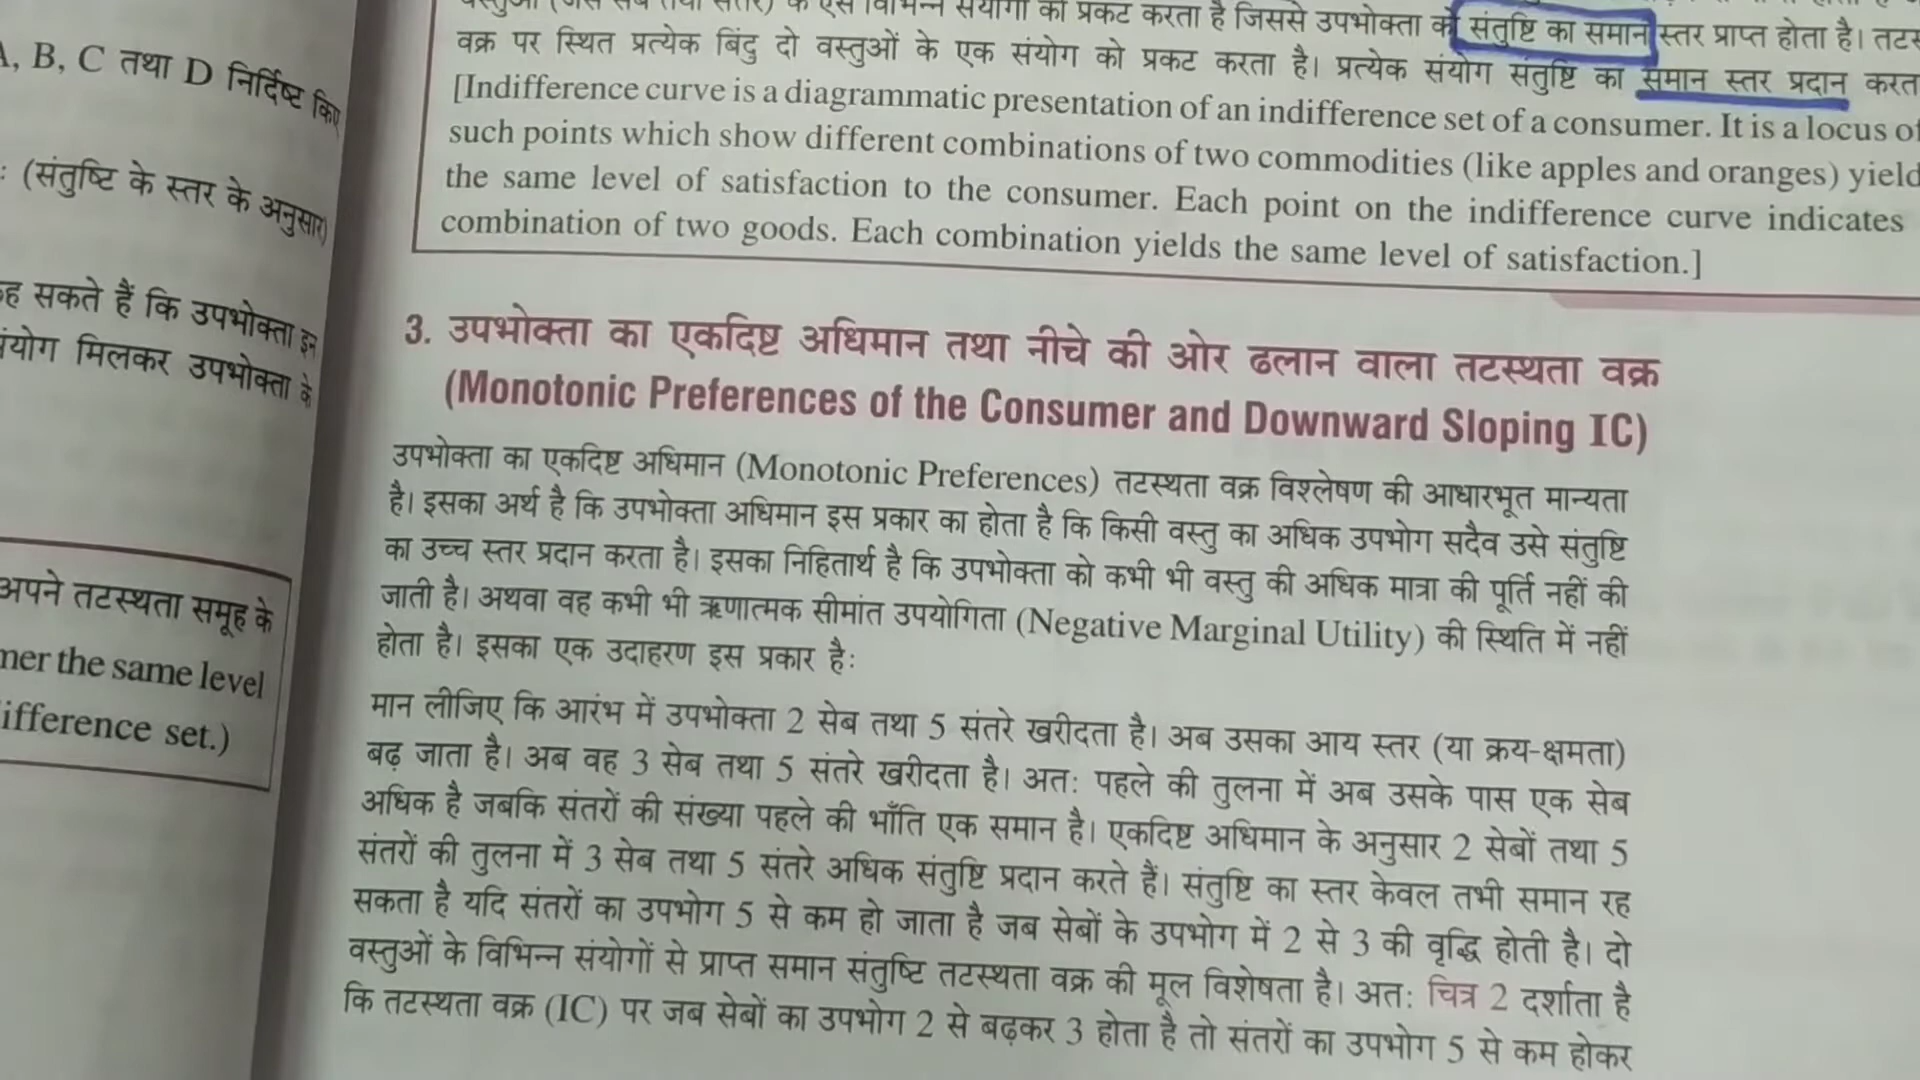 A, B, C तथा D निर्दिष्ट किए
: (संतुष्टि के स्तर के अनुसार)
ह सकते हैं कि उपभोक्ता इन
संयोग मिलकर उपभोक्ता के
अपने तटस्थता समूह के
mer the same level
ifference set.)
प्रकट करता है जिससे उपभोक्ता को संतुष्टि का समान स्तर प्राप्त होता है। तटस
वक्र पर स्थित प्रत्येक बिंदु दो वस्तुओं के एक संयोग को प्रकट करता है। प्रत्येक संयोग संतुष्टि का समान स्तर प्रदान करत
[Indifference curve is a diagrammatic presentation of an indifference set of a consumer. It is a locus of
such points which show different combinations of two commodities (like apples and oranges) yield
the same level of satisfaction to the consumer. Each point on the indifference curve indicates
combination of two goods. Each combination yields the same level of satisfaction.]
3. उपभोक्ता का एकदिष्ट अधिमान तथा नीचे की ओर ढलान वाला तटस्थता वक्र
(Monotonic Preferences of the Consumer and Downward Sloping IC)
उपभोक्ता का एकदिष्ट अधिमान (Monotonic Preferences) तटस्थता वक्र विश्लेषण की आधारभूत मान्यता
है। इसका अर्थ है कि उपभोक्ता अधिमान इस प्रकार का होता है कि किसी वस्तु का अधिक उपभोग सदैव उसे संतुष्टि
का उच्च स्तर प्रदान करता है। इसका निहितार्थ है कि उपभोक्ता को कभी भी वस्तु की अधिक मात्रा की पूर्ति नहीं की
जाती है। अथवा वह कभी भी ऋणात्मक सीमांत उपयोगिता (Negative Marginal Utility) की स्थिति में नहीं
होता है। इसका एक उदाहरण इस प्रकार है:
मान लीजिए कि आरंभ में उपभोक्ता 2 सेब तथा 5 संतरे खरीदता है। अब उसका आय स्तर (या क्रय-क्षमता)
बढ़ जाता है। अब वह 3 सेब तथा 5 संतरे खरीदता है। अतः पहले की तुलना में अब उसके पास एक सेब
अधिक है जबकि संतरों की संख्या पहले की भाँति एक समान है। एकदिष्ट अधिमान के अनुसार 2 सेबों तथा 5
संतरों की तुलना में 3 सेब तथा 5 संतरे अधिक संतुष्टि प्रदान करते हैं। संतुष्टि का स्तर केवल तभी समान रह
सकता है यदि संतरों का उपभोग 5 से कम हो जाता है जब सेबों के उपभोग में 2 से 3 की वृद्धि होती है। दो
वस्तुओं के विभिन्न संयोगों से प्राप्त समान संतुष्टि तटस्थता वक्र की मूल विशेषता है। अतः चित्र 2 दर्शाता है
कि तटस्थता वक्र (IC) पर जब सेबों का उपभोग 2 से बढ़कर 3 होता है तो संतरों का उपभोग 5 से कम होकर